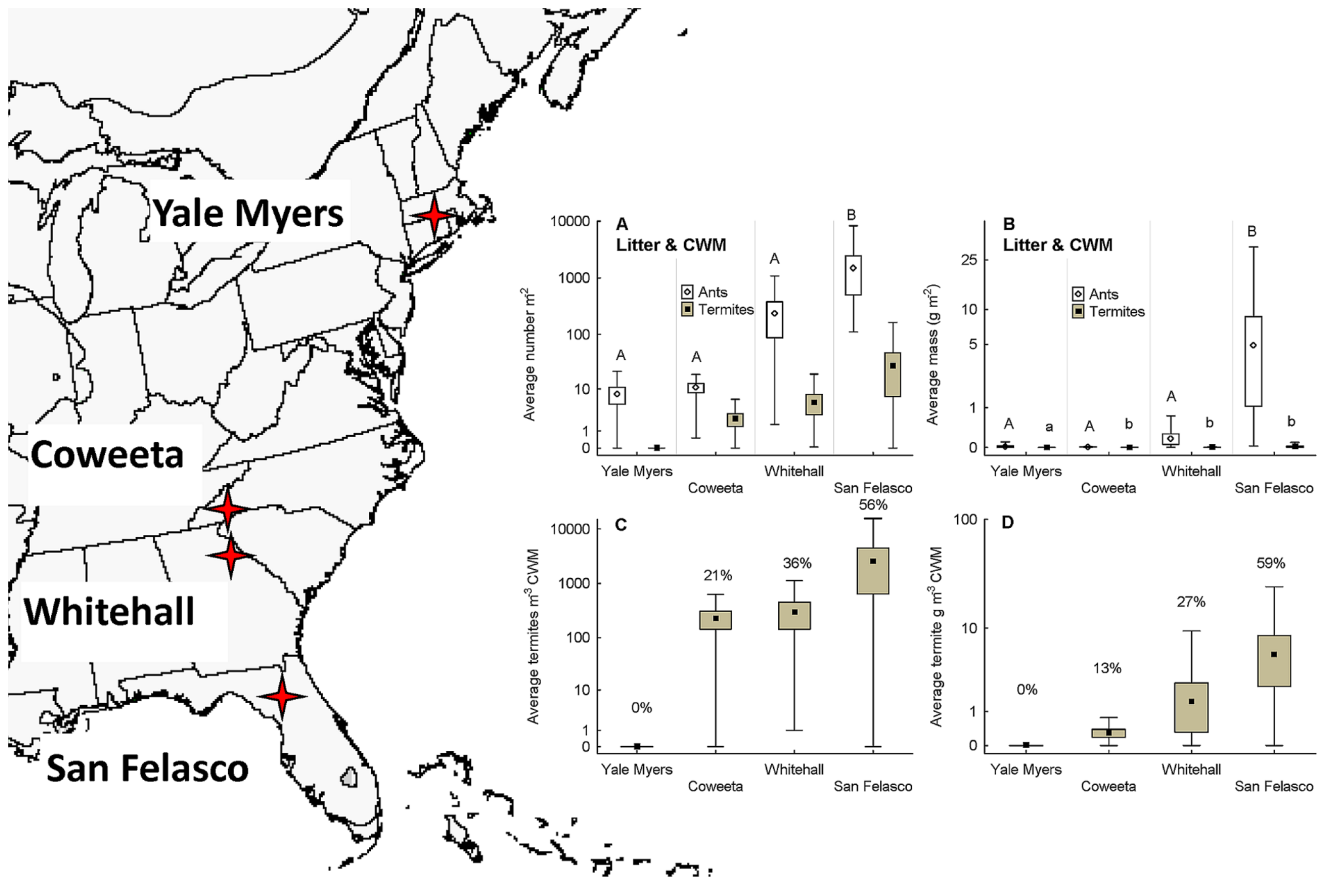 Yale Myers
Coweeta
Whitehall
San Felasco
A
Litter & CWM
Average number m²
10000
1000
100
10
1
0
Ants
Termites
A
A
A
B
Yale Myers
Coweeta
Whitehall
San Felasco
B
Litter & CWM
Average mass (g m²)
25
10
5
1
0
Ants
Termites
A
a
A
b
A
b
B
b
Yale Myers
Coweeta
Whitehall
San Felasco
C
Average termites m⁻³ CWM
10000
1000
100
10
1
0
0%
21%
36%
56%
Yale Myers
Coweeta
Whitehall
San Felasco
D
Average termite g m⁻³ CWM
100
10
1
0
0%
13%
27%
59%
Yale Myers
Coweeta
Whitehall
San Felasco